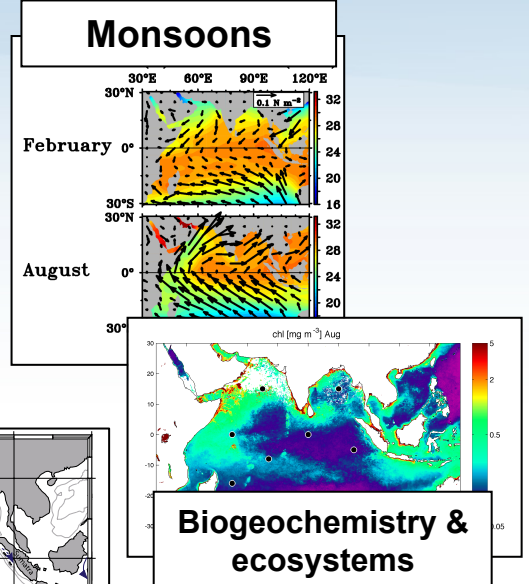 Monsoons
30°E 60°E 90°E 120°E
30°N
0.1 N m⁻²
32
February
28
0°
24
20
30°S
16
30°N
32
August
28
0°
24
20
30°
chl [mg m⁻³] Aug
30
5
20
2
10
0
0.5
-10
-20
-30
0.05
Biogeochemistry &
ecosystems